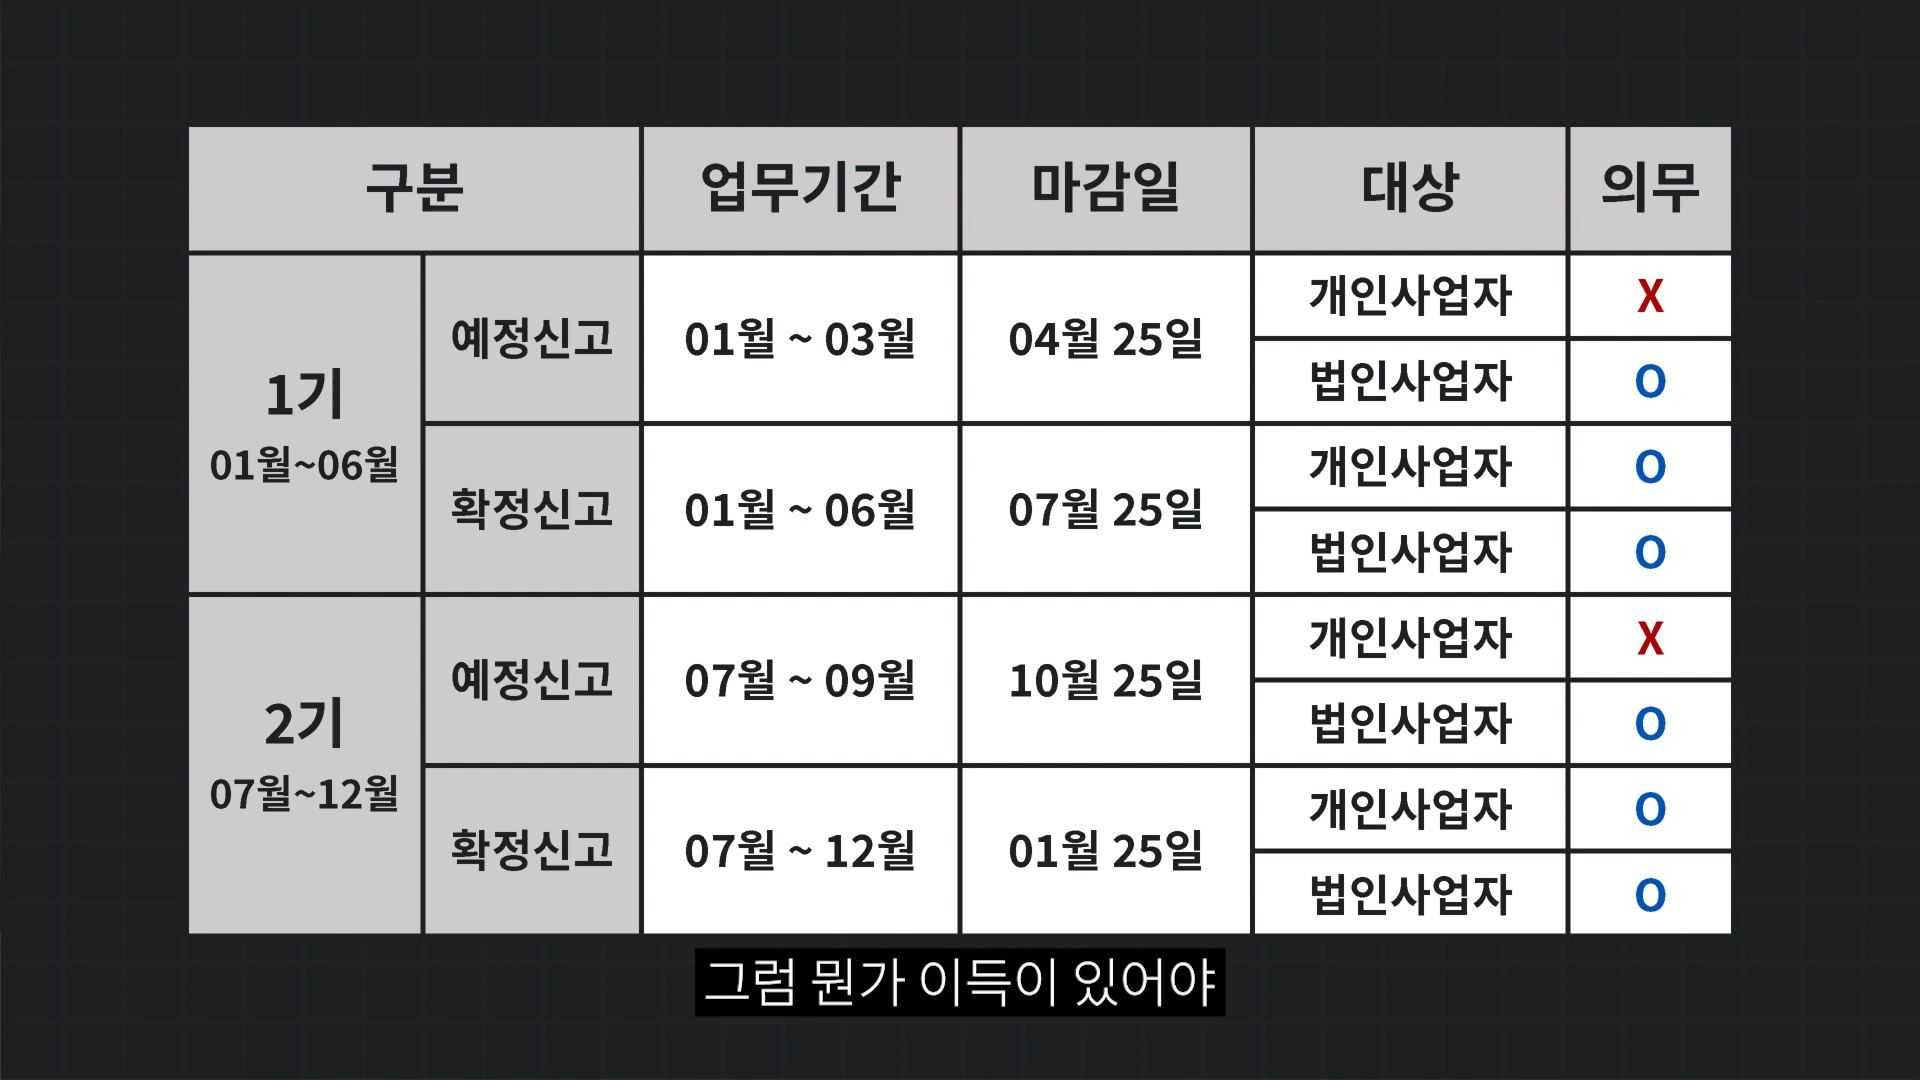 구분 업무기간 마감일 대상 의무
1기
01월~06월
예정신고 01월 ~ 03월 04월 25일
개인사업자 X
법인사업자 O
확정신고 01월 ~ 06월 07월 25일
개인사업자 O
법인사업자 O
2기
07월~12월
예정신고 07월 ~ 09월 10월 25일
개인사업자 X
법인사업자 O
확정신고 07월 ~ 12월 01월 25일
개인사업자 O
법인사업자 O
그럼 뭔가 이득이 있어야